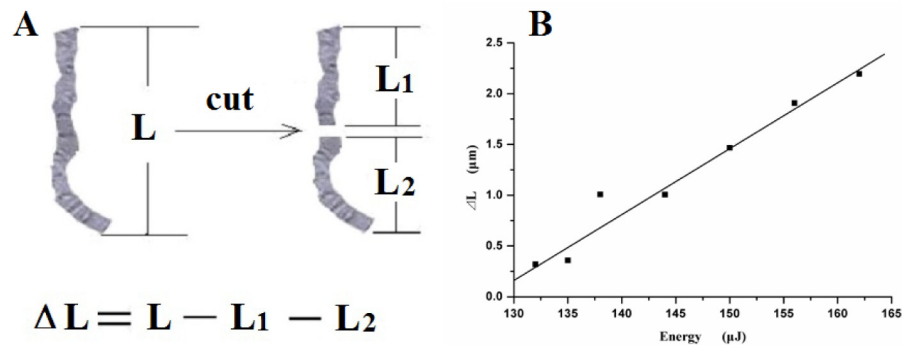 A
L
cut
L1
L2
Δ L = L — L1 — L2
B
2.5
2.0
1.5
1.0
0.5
0.0
ΔL (μm)
130 135 140 145 150 155 160 165
Energy (μJ)